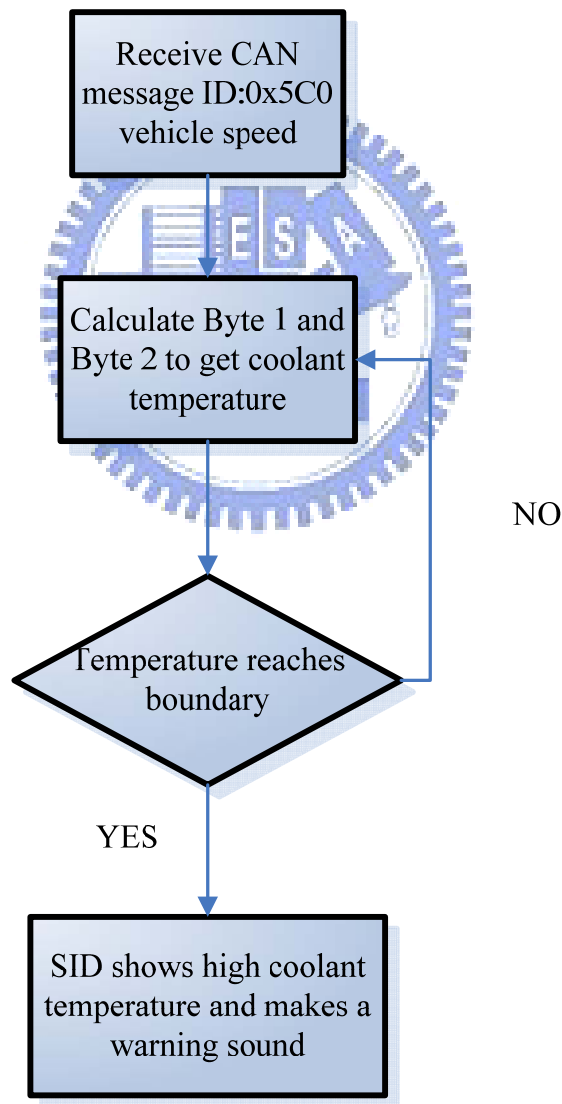 Receive CAN
message ID:0x5C0
vehicle speed
E S A
Calculate Byte 1 and
Byte 2 to get coolant
temperature
NO
Temperature reaches
boundary
YES
SID shows high coolant
temperature and makes a
warning sound